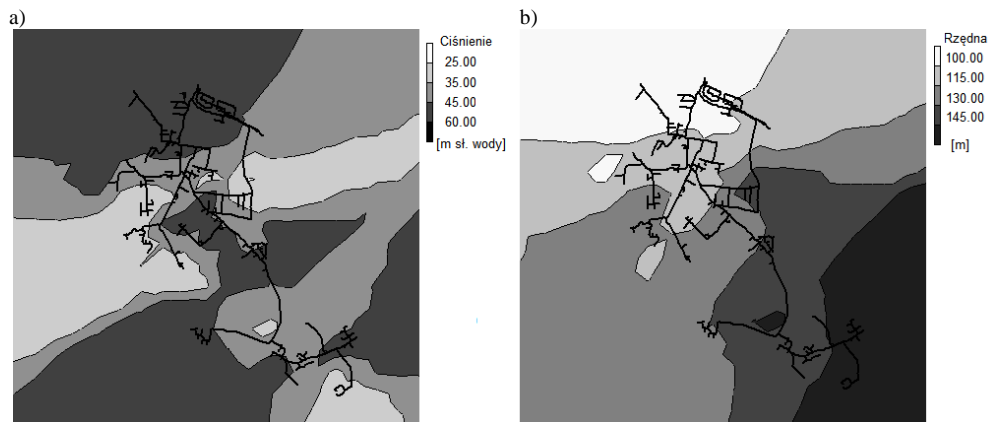 a)
Ciśnienie
25.00
35.00
45.00
60.00
[m sł. wody]
b)
Rzędna
100.00
115.00
130.00
145.00
[m]